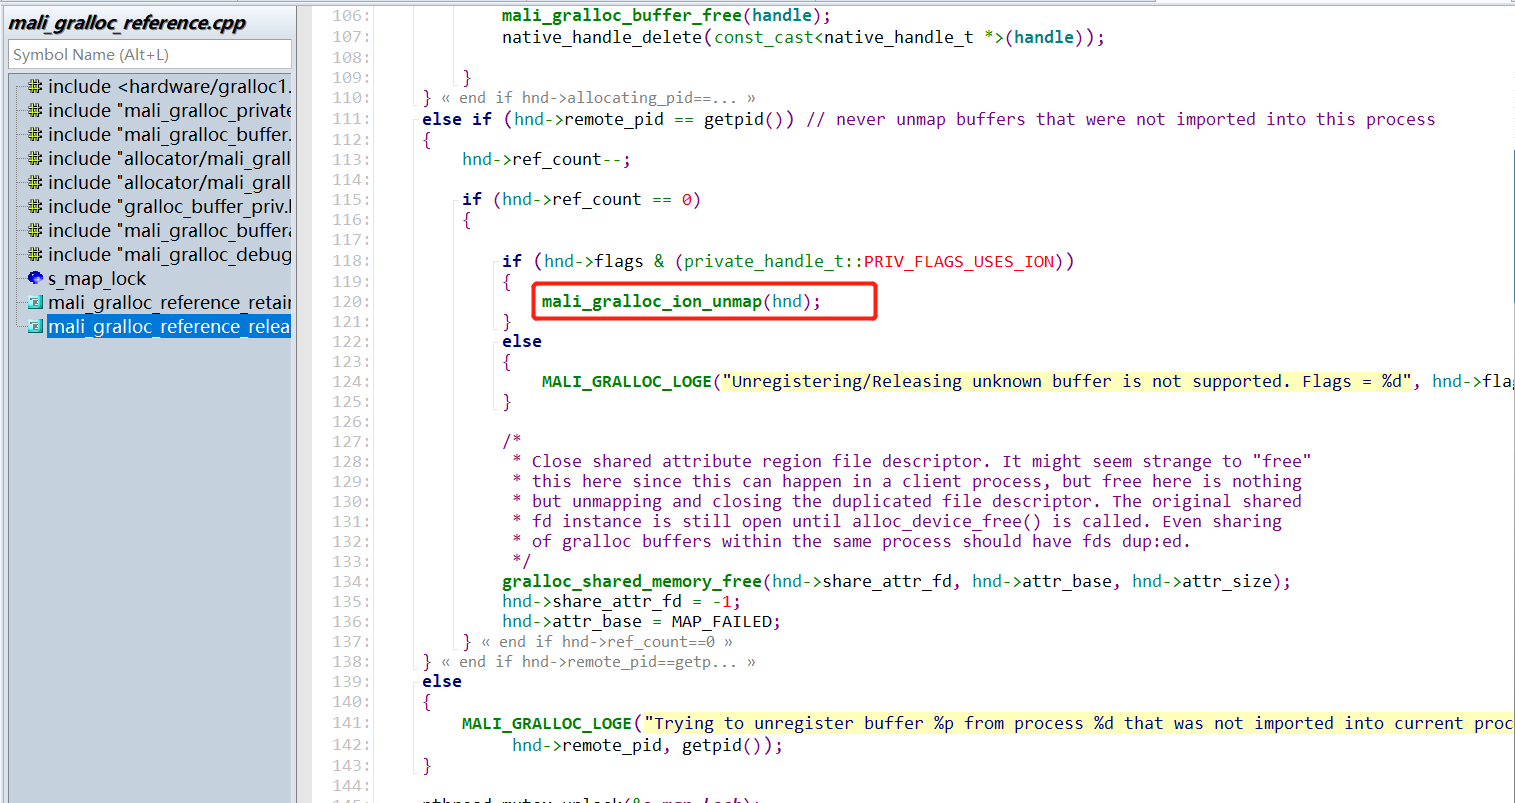 mali_gralloc_reference.cpp
Symbol Name (Alt+L)
include <hardware/gralloc1.
include "mali_gralloc_private
include "mali_gralloc_buffer.
include "allocator/mali_grall
include "allocator/mali_grall
include "gralloc_buffer_priv.l
include "mali_gralloc_buffera
include "mali_gralloc_debug
s_map_lock
mali_gralloc_reference_retair
mali_gralloc_reference_relea
106: mali_gralloc_buffer_free(handle);
107: native_handle_delete(const_cast<native_handle_t *>(handle));
108:
109: }
110: } « end if hnd->allocating_pid==... »
111: else if (hnd->remote_pid == getpid()) // never unmap buffers that were not imported into this process
112: {
113: hnd->ref_count--;
114:
115: if (hnd->ref_count == 0)
116: {
117:
118: if (hnd->flags & (private_handle_t::PRIV_FLAGS_USES_ION))
119: {
120: mali_gralloc_ion_unmap(hnd);
121: }
122: else
123: {
124: MALI_GRALLOC_LOGE("Unregistering/Releasing unknown buffer is not supported. Flags = %d", hnd->flag
125: }
126:
127: /*
128: * Close shared attribute region file descriptor. It might seem strange to "free"
129: * this here since this can happen in a client process, but free here is nothing
130: * but unmapping and closing the duplicated file descriptor. The original shared
131: * fd instance is still open until alloc_device_free() is called. Even sharing
132: * of gralloc buffers within the same process should have fds dup:ed.
133: */
134: gralloc_shared_memory_free(hnd->share_attr_fd, hnd->attr_base, hnd->attr_size);
135: hnd->share_attr_fd = -1;
136: hnd->attr_base = MAP_FAILED;
137: } « end if hnd->ref_count==0 »
138: } « end if hnd->remote_pid==getp... »
139: else
140: {
141: MALI_GRALLOC_LOGE("Trying to unregister buffer %p from process %d that was not imported into current proc
142: hnd->remote_pid, getpid());
143: }
144:
145: pthread_mutex_unlock(&s_map_lock);